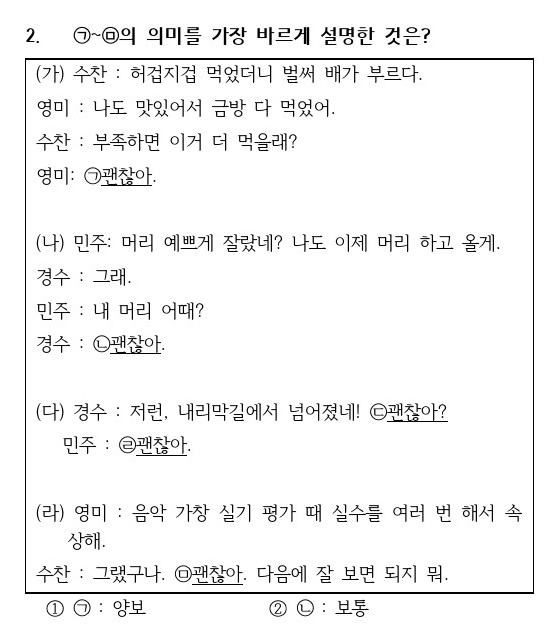 2. ㉠~㉤의 의미를 가장 바르게 설명한 것은?
(가) 수찬 : 허겁지겁 먹었더니 벌써 배가 부르다.
영미 : 나도 맛있어서 금방 다 먹었어.
수찬 : 부족하면 이거 더 먹을래?
영미: ㉠괜찮아.
(나) 민주: 머리 예쁘게 잘랐네? 나도 이제 머리 하고 올게.
경수 : 그래.
민주 : 내 머리 어때?
경수 : ㉡괜찮아.
(다) 경수 : 저런, 내리막길에서 넘어졌네! ㉢괜찮아?
민주 : ㉣괜찮아.
(라) 영미 : 음악 가창 실기 평가 때 실수를 여러 번 해서 속
상해.
수찬 : 그랬구나. ㉤괜찮아. 다음에 잘 보면 되지 뭐.
① ㉠ : 양보 ② ㉡ : 보통